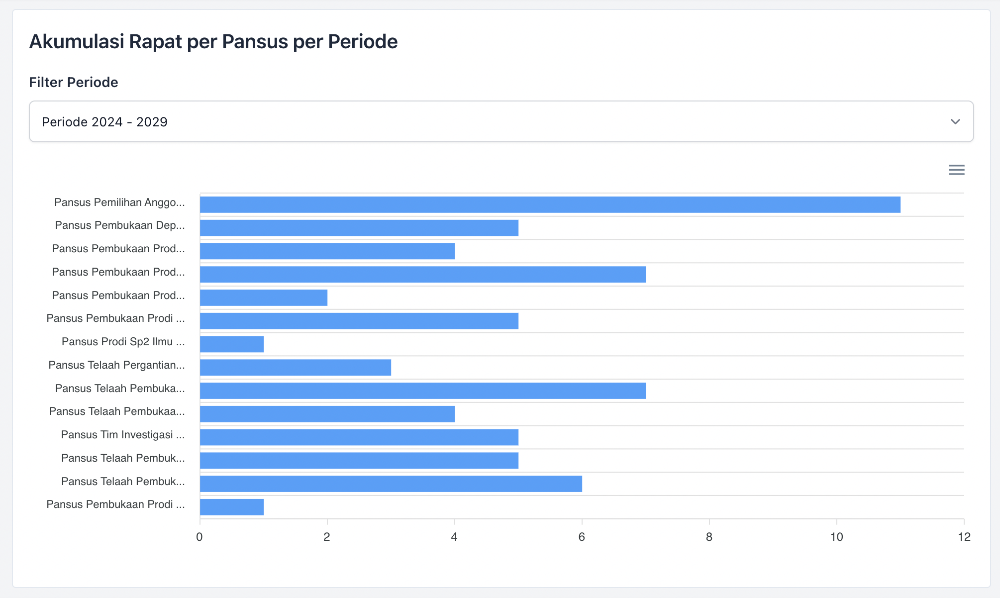 Akumulasi Rapat per Pansus per Periode
Filter Periode
Periode 2024 - 2029
Pansus Pemilihan Anggo...
Pansus Pembukaan Dep...
Pansus Pembukaan Prod...
Pansus Pembukaan Prod...
Pansus Pembukaan Prod...
Pansus Pembukaan Prodi ...
Pansus Prodi Sp2 Ilmu ...
Pansus Telaah Pergantian...
Pansus Telaah Pembuka...
Pansus Telaah Pembukaa...
Pansus Tim Investigasi ...
Pansus Telaah Pembuk...
Pansus Telaah Pembuk...
Pansus Pembukaan Prodi ...
0 2 4 6 8 10 12